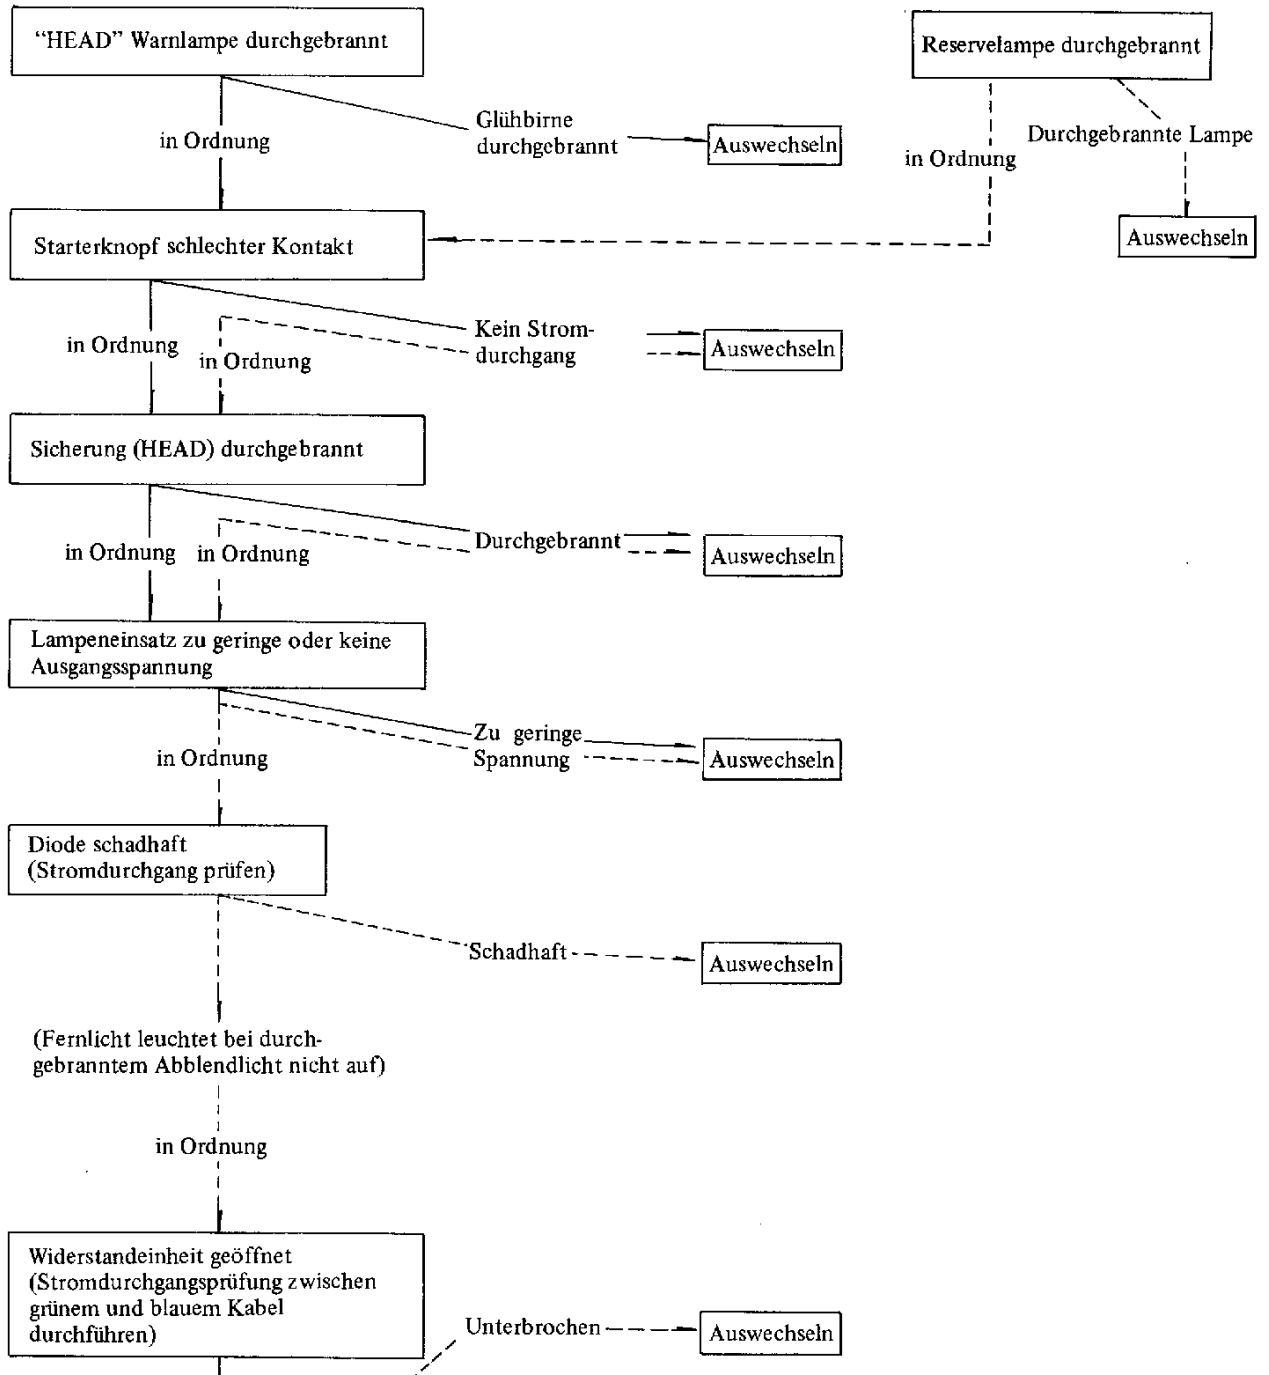 “HEAD” Warnlampe durchgebrannt
Reservelampe durchgebrannt
in Ordnung
Glühbirne
durchgebrannt
Auswechseln
Durchgebrannte Lampe
in Ordnung
Auswechseln
Starterknopf schlechter Kontakt
in Ordnung
in Ordnung
Kein Strom-
durchgang
Auswechseln
Sicherung (HEAD) durchgebrannt
in Ordnung
in Ordnung
Durchgebrannt
Auswechseln
Lampeneinsatz zu geringe oder keine
Ausgangsspannung
in Ordnung
Zu geringe
Spannung
Auswechseln
Diode schadhaft
(Stromdurchgang prüfen)
Schadhaft
Auswechseln
(Fernlicht leuchtet bei durch-
gebranntem Abblendlicht nicht auf)
in Ordnung
Widerstandeinheit geöffnet
(Stromdurchgangsprüfung zwischen
grünem und blauem Kabel
durchführen)
Unterbrochen
Auswechseln